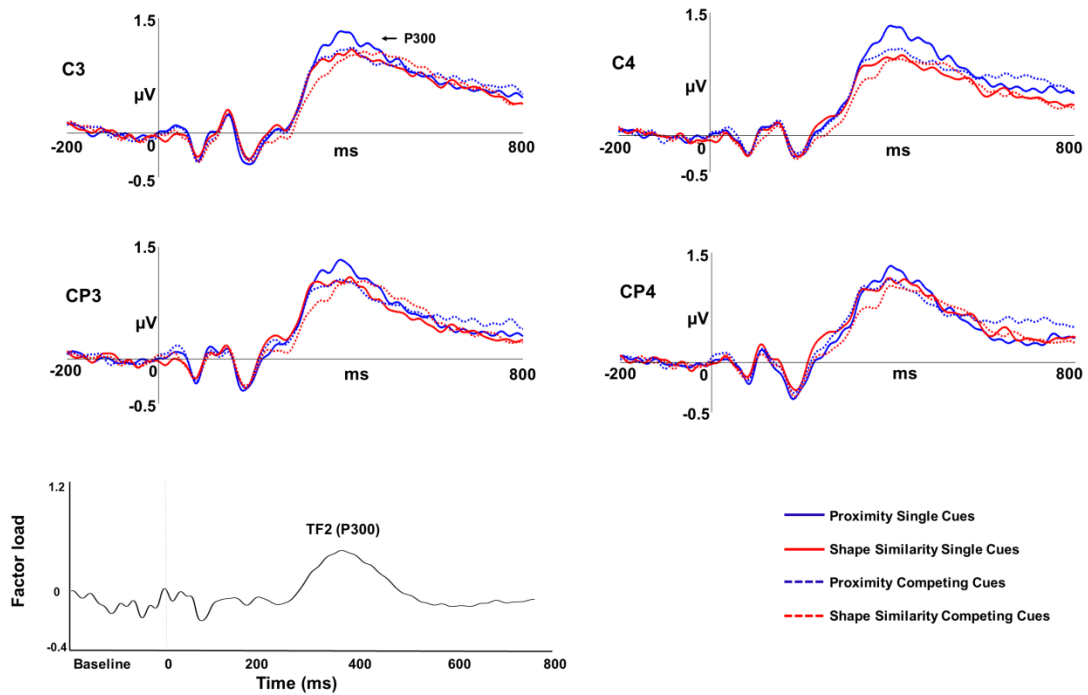 1.5
P300
C3
µV
-200
0
ms
800
-0.5
1.5
C4
µV
-200
0
ms
800
-0.5
1.5
CP3
µV
-200
0
ms
800
-0.5
1.5
CP4
µV
-200
0
ms
800
-0.5
1.2
TF2 (P300)
Factor load
0
-0.4
Baseline 0 200 400 600 800
Time (ms)
Proximity Single Cues
Shape Similarity Single Cues
Proximity Competing Cues
Shape Similarity Competing Cues